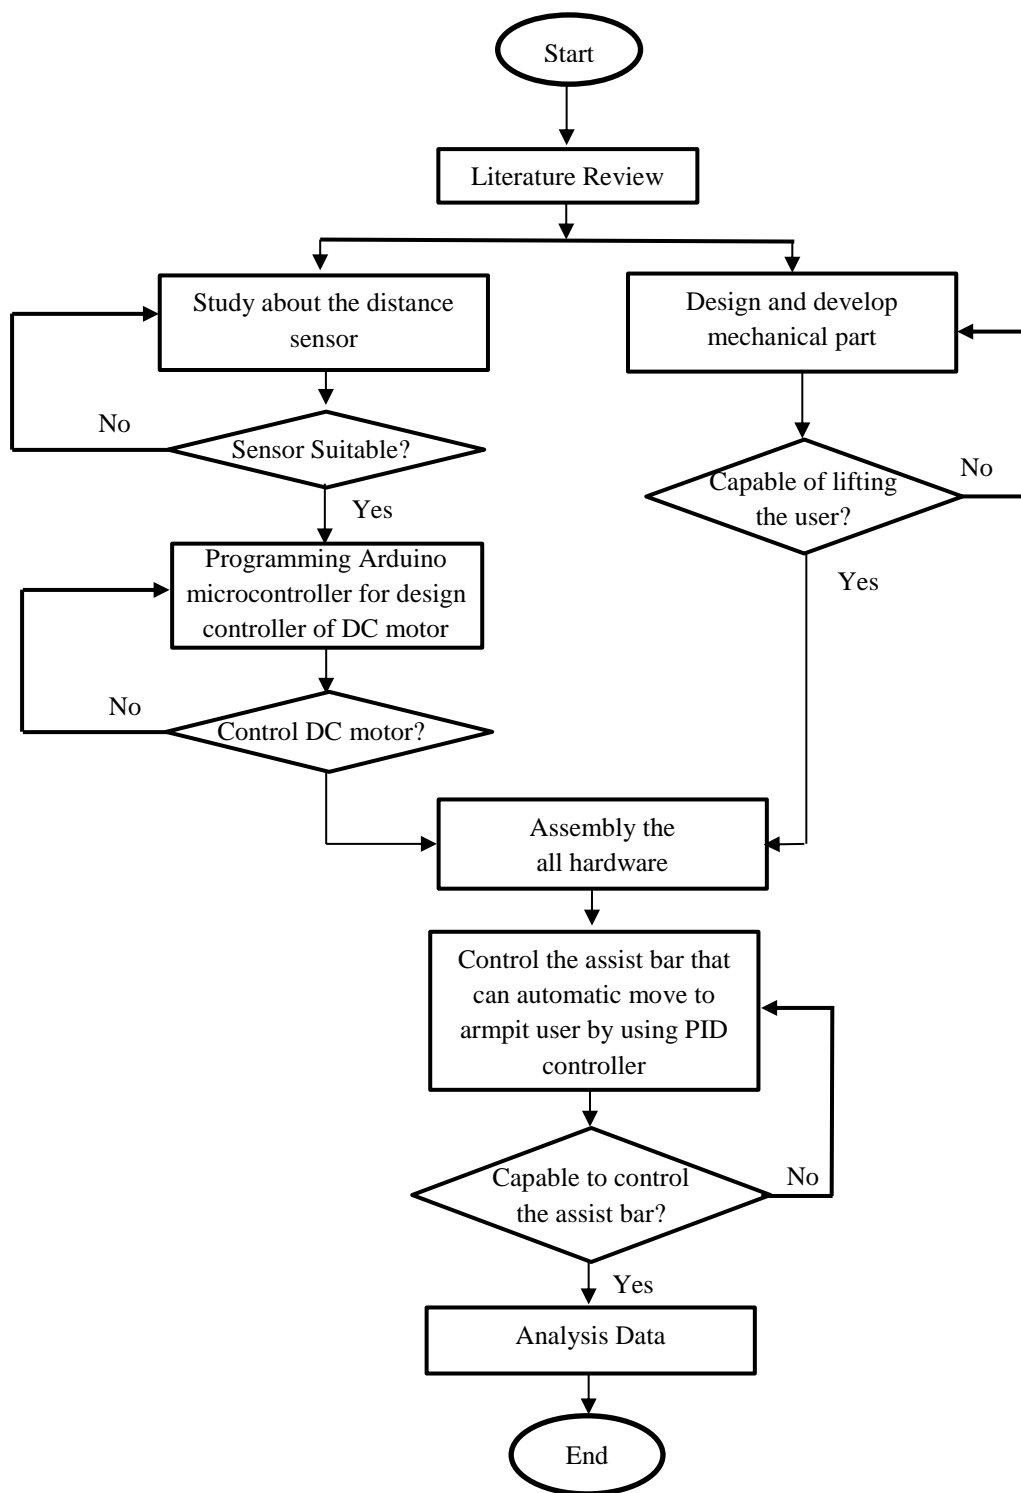 Start
Literature Review
Study about the distance
sensor
No
Sensor Suitable?
Yes
Programming Arduino
microcontroller for design
controller of DC motor
No
Control DC motor?
Design and develop
mechanical part
No
Capable of lifting
the user?
Yes
Assembly the
all hardware
Control the assist bar that
can automatic move to
armpit user by using PID
controller
Capable to control
the assist bar?
No
Yes
Analysis Data
End